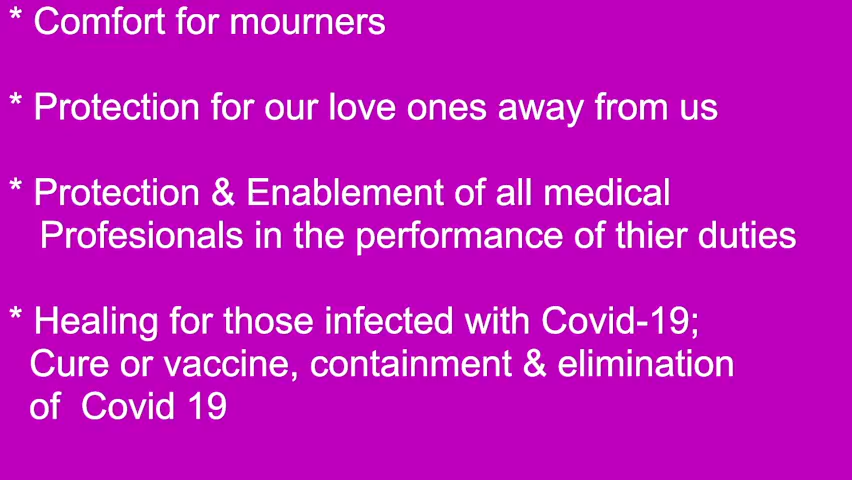 * Comfort for mourners
* Protection for our love ones away from us
* Protection & Enablement of all medical
Profesionals in the performance of thier duties
* Healing for those infected with Covid-19;
Cure or vaccine, containment & elimination
of  Covid 19